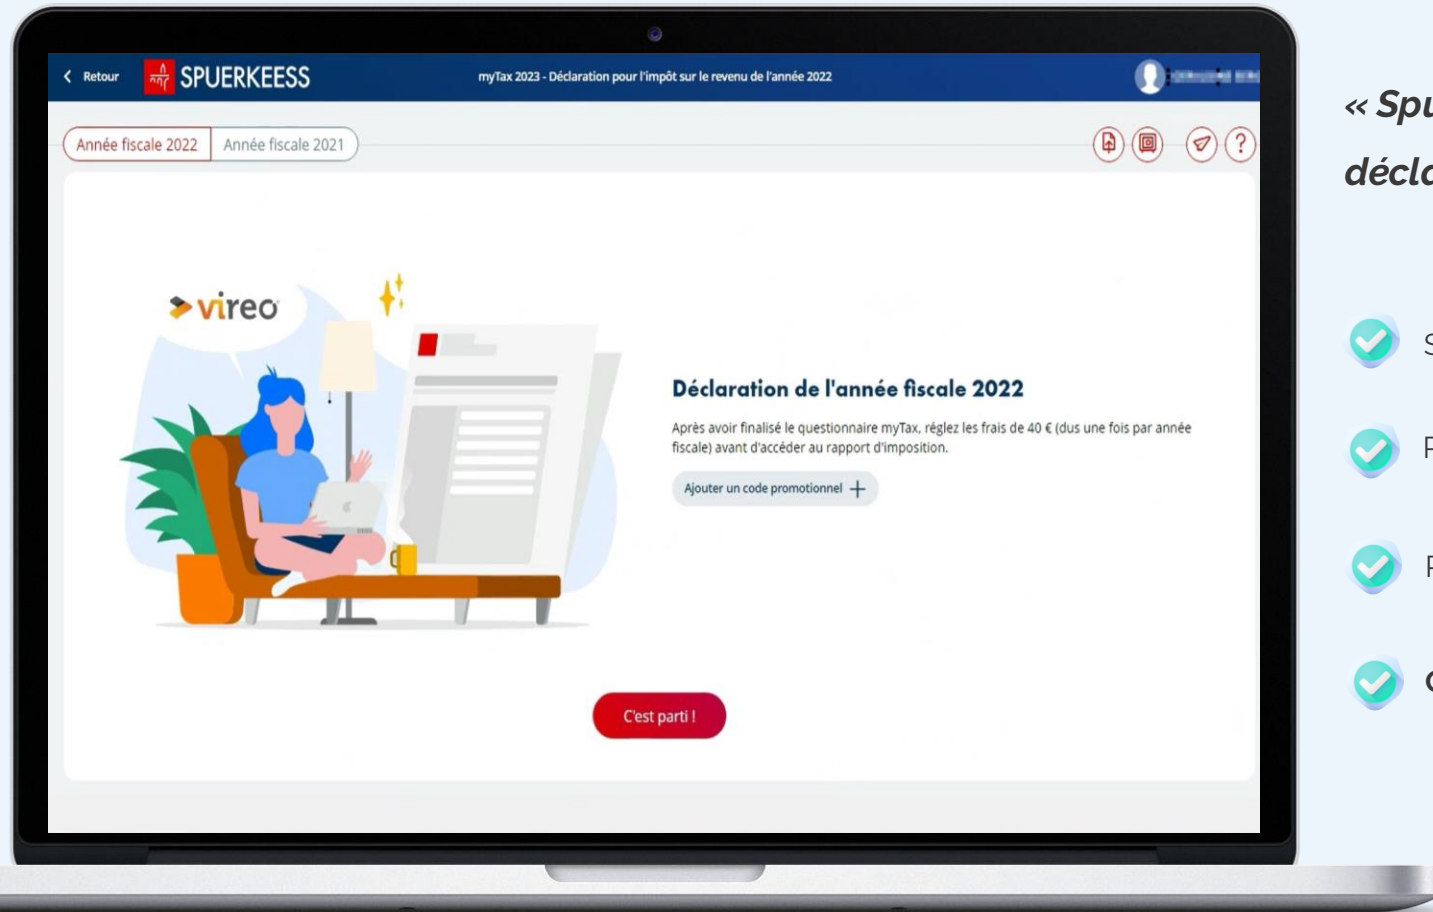 Retour
SPUERKEESS
myTax 2023 - Déclaration pour l'impôt sur le revenu de l'année 2022
Année fiscale 2022
Année fiscale 2021
?
vireo
Déclaration de l'année fiscale 2022
Après avoir finalisé le questionnaire myTax, réglez les frais de 40 € (dus une fois par année
fiscale) avant d'accéder au rapport d'imposition.
Ajouter un code promotionnel +
C'est parti !
«